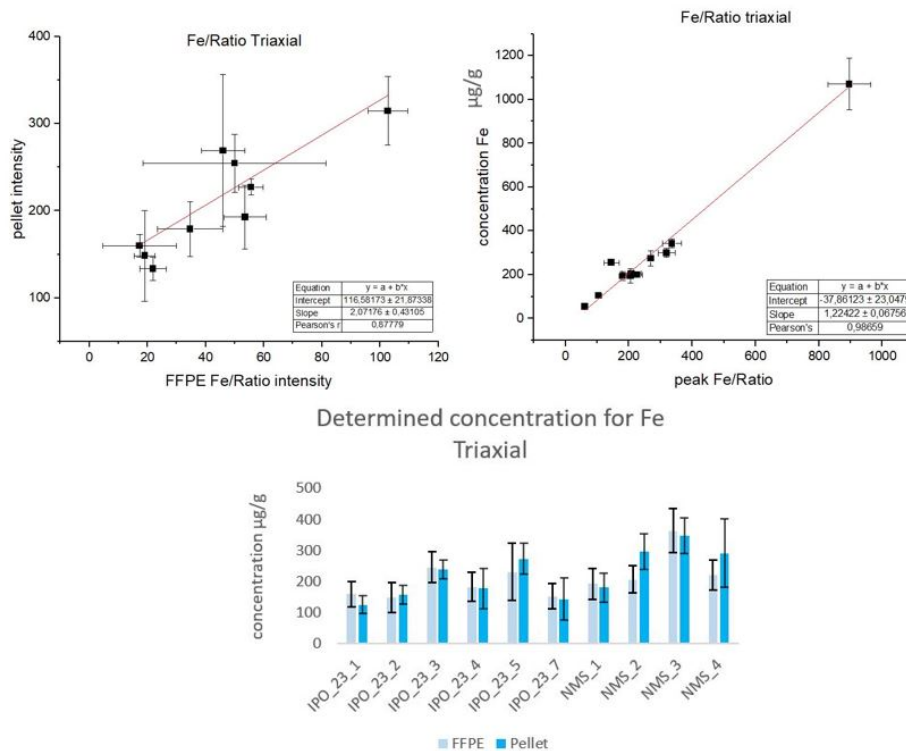 Fe/Ratio Triaxial
400
300
200
100
pellet intensity
0 20 40 60 80 100 120
FFPE Fe/Ratio intensity
Equation y = a + b*x
Intercept 116,58173 ± 21,87338
Slope 2,07176 ± 0,43105
Pearson's r 0,87779
Fe/Ratio triaxial
1200
1000
800
600
400
200
0
concentration Fe µg/g
0 200 400 600 800 1000
peak Fe/Ratio
Equation y = a + b*x
Intercept -37,86123 ± 23,0479
Slope 1,22422 ± 0,06756
Pearson's 0,98659
Determined concentration for Fe
Triaxial
500
400
300
200
100
0
concentration µg/g
IPO_23_1
IPO_23_2
IPO_23_3
IPO_23_4
IPO_23_5
IPO_23_7
NMS_1
NMS_2
NMS_3
NMS_4
FFPE Pellet